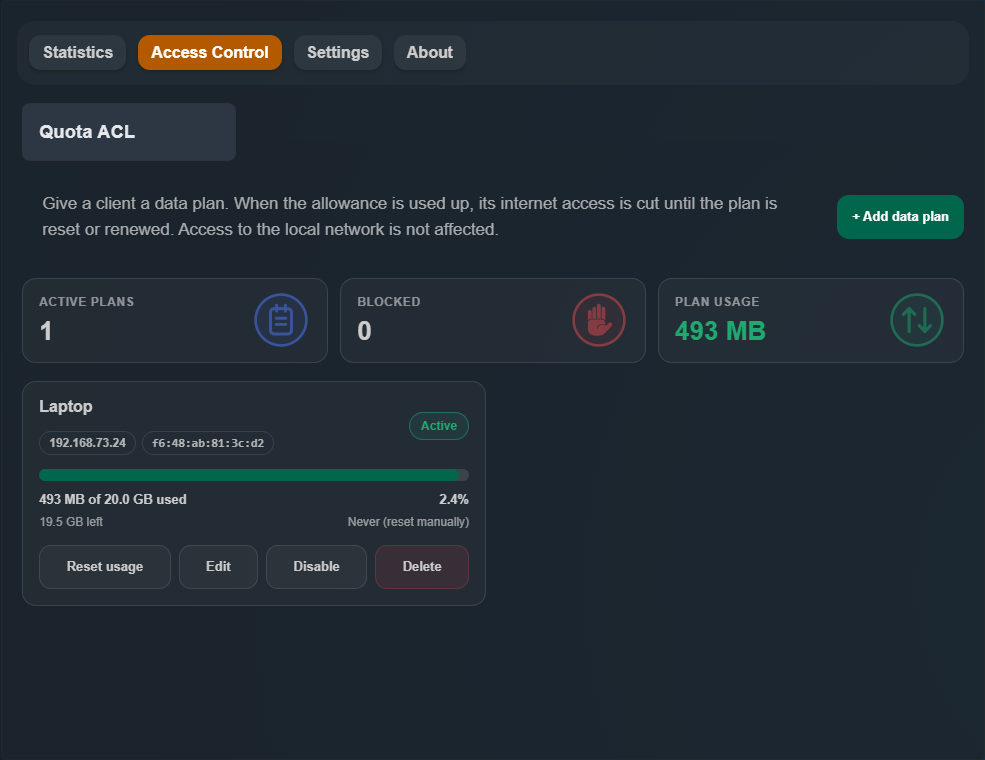 Statistics
Access Control
Settings
About
Quota ACL
Give a client a data plan. When the allowance is used up, its internet access is cut until the plan is
reset or renewed. Access to the local network is not affected.
+ Add data plan
ACTIVE PLANS
1
BLOCKED
0
PLAN USAGE
493 MB
Laptop
192.168.73.24
f6:48:ab:81:3c:d2
Active
493 MB of 20.0 GB used
2.4%
19.5 GB left
Never (reset manually)
Reset usage
Edit
Disable
Delete